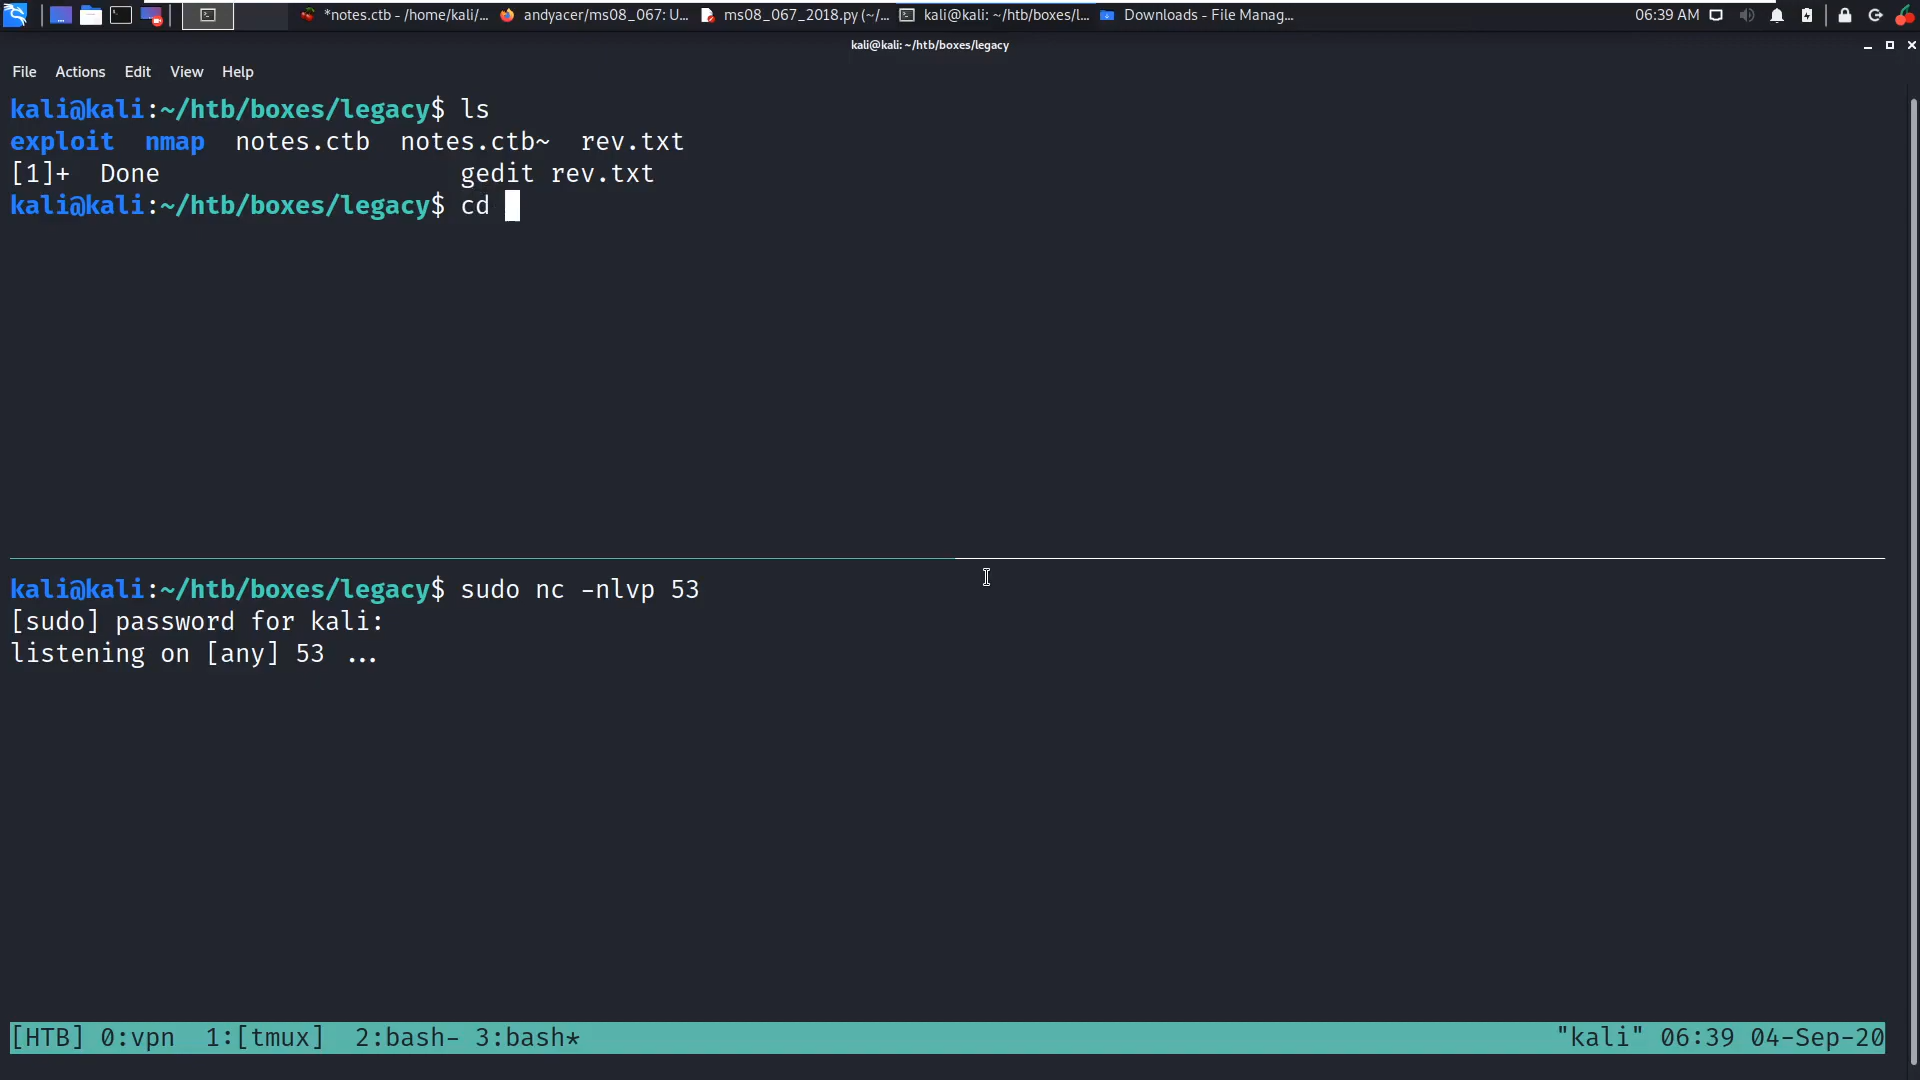 *notes.ctb - /home/kali/... andyacer/ms08_067: U... ms08_067_2018.py (~/... kali@kali: ~/htb/boxes/l... Downloads - File Manag... 06:39 AM
kali@kali: ~/htb/boxes/legacy
File Actions Edit View Help
kali@kali:~/htb/boxes/legacy$ ls
exploit nmap notes.ctb notes.ctb~ rev.txt
[1]+ Done gedit rev.txt
kali@kali:~/htb/boxes/legacy$ cd
kali@kali:~/htb/boxes/legacy$ sudo nc -nlvp 53
[sudo] password for kali:
listening on [any] 53 ...
[HTB] 0:vpn 1:[tmux] 2:bash- 3:bash* "kali" 06:39 04-Sep-20